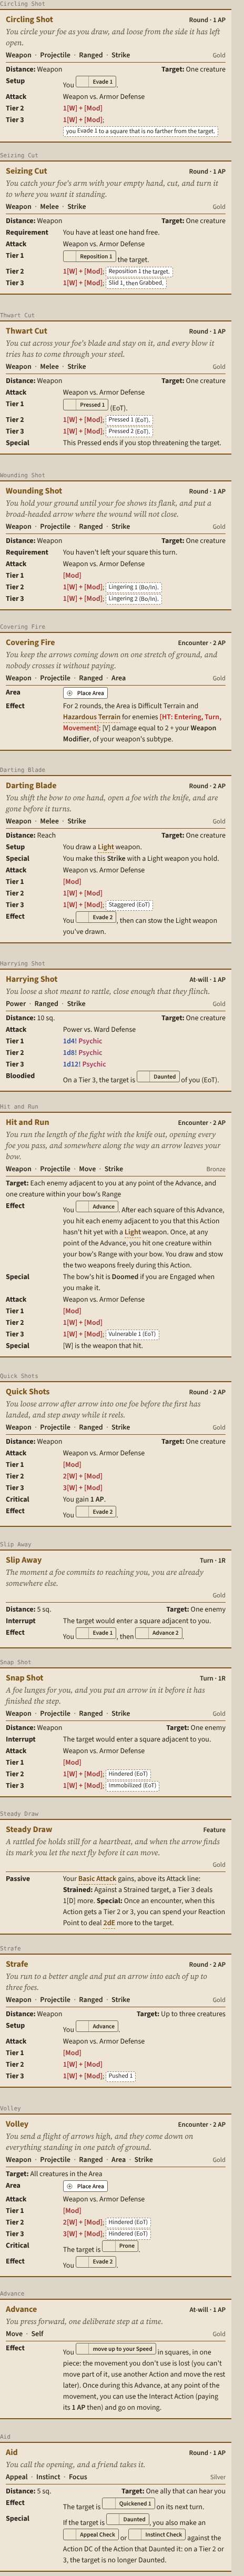 Circling Shot
Circling Shot Round · 1 AP
You circle your foe as you draw, and loose from the side it has left
open.
Weapon · Projectile · Ranged · Strike Gold
Distance: Weapon Target: One creature
Setup You Evade 1.
Attack Weapon vs. Armor Defense
Tier 2 1[W] + [Mod]
Tier 3 1[W] + [Mod];
you Evade 1 to a square that is no farther from the target.
Seizing Cut
Seizing Cut Round · 1 AP
You catch your foe's arm with your empty hand, cut, and turn it
to where you want it standing.
Weapon · Melee · Strike Gold
Distance: Weapon Target: One creature
Requirement You have at least one hand free.
Attack Weapon vs. Armor Defense
Tier 1 Reposition 1 the target.
Tier 2 1[W] + [Mod]; Reposition 1 the target.
Tier 3 1[W] + [Mod]; Slid 1, then Grabbed.
Thwart Cut
Thwart Cut Round · 1 AP
You cut across your foe's blade and stay on it, and every blow it
tries has to come through your steel.
Weapon · Melee · Strike Gold
Distance: Weapon Target: One creature
Attack Weapon vs. Armor Defense
Tier 1 Pressed 1 (EoT).
Tier 2 1[W] + [Mod]; Pressed 1 (EoT).
Tier 3 1[W] + [Mod]; Pressed 2 (EoT).
Special This Pressed ends if you stop threatening the target.
Wounding Shot
Wounding Shot Round · 1 AP
You hold your ground until your foe shows its flank, and put a
broad-bladed arrow where the wound will not close.
Weapon · Projectile · Ranged · Strike Gold
Distance: Weapon Target: One creature
Requirement You haven't left your square this turn.
Attack Weapon vs. Armor Defense
Tier 1 [Mod]
Tier 2 1[W] + [Mod]; Lingering 1 (Bo/In).
Tier 3 1[W] + [Mod]; Lingering 2 (Bo/In).
Covering Fire
Covering Fire Encounter · 2 AP
You keep the arrows coming down on one stretch of ground, and
nobody crosses it without paying.
Weapon · Projectile · Ranged · Area Gold
Area Place Area
Effect For 2 rounds, the Area is Difficult Terrain and
Hazardous Terrain for enemies [HT: Entering, Turn,
Movement]: [V] damage equal to 2 + your Weapon
Modifier, of your weapon's subtype.
Darting Blade
Darting Blade Round · 2 AP
You shift the bow to one hand, open a foe with the knife, and are
gone before it turns.
Weapon · Melee · Strike Gold
Distance: Reach Target: One creature
Setup You draw a Light weapon.
Special You make this Strike with a Light weapon you hold.
Attack Weapon vs. Armor Defense
Tier 1 [Mod]
Tier 2 1[W] + [Mod]
Tier 3 1[W] + [Mod]; Staggered (EoT)
Effect You Evade 2, then can stow the Light weapon
you've drawn.
Harrying Shot
Harrying Shot At-will · 1 AP
You loose a shot meant to rattle, close enough that they flinch.
Power · Ranged · Strike Gold
Distance: 10 sq. Target: One creature
Attack Power vs. Ward Defense
Tier 1 1d4! Psychic
Tier 2 1d8! Psychic
Tier 3 1d12! Psychic
Bloodied On a Tier 3, the target is Daunted of you (EoT).
Hit and Run
Hit and Run Encounter · 2 AP
You run the length of the fight with the knife out, opening every
foe you pass, and somewhere along the way an arrow leaves your
bow.
Weapon · Projectile · Move · Strike Bronze
Target: Each enemy adjacent to you at any point of the Advance, and
one creature within your bow's Range
Effect You Advance. After each square of this Advance,
you hit each enemy adjacent to you that this Action
hasn't hit yet with a Light weapon. Once, at any
point of the Advance, you hit one creature within
your bow's Range with your bow. You draw and stow
the two weapons freely during this Action.
Special The bow's hit is Doomed if you are Engaged when
you make it.
Attack Weapon vs. Armor Defense
Tier 1 [Mod]
Tier 2 1[W] + [Mod]
Tier 3 1[W] + [Mod]; Vulnerable 1 (EoT)
Special [W] is the weapon that hit.
Quick Shots
Quick Shots Round · 2 AP
You loose arrow after arrow into one foe before the first has
landed, and step away while it reels.
Weapon · Projectile · Ranged · Strike Gold
Distance: Weapon Target: One creature
Attack Weapon vs. Armor Defense
Tier 1 [Mod]
Tier 2 2[W] + [Mod]
Tier 3 3[W] + [Mod]
Critical You gain 1 AP.
Effect You Evade 2.
Slip Away
Slip Away Turn · 1R
The moment a foe commits to reaching you, you are already
somewhere else.
Gold
Distance: 5 sq. Target: One enemy
Interrupt The target would enter a square adjacent to you.
Effect You Evade 1, then Advance 2.
Snap Shot
Snap Shot Turn · 1R
A foe lunges for you, and you put an arrow in it before it has
finished the step.
Weapon · Projectile · Ranged · Strike Gold
Distance: Weapon Target: One enemy
Interrupt The target would enter a square adjacent to you.
Attack Weapon vs. Armor Defense
Tier 1 [Mod]
Tier 2 1[W] + [Mod]; Hindered (EoT)
Tier 3 1[W] + [Mod]; Immobilized (EoT)
Steady Draw
Steady Draw Feature
A rattled foe holds still for a heartbeat, and when the arrow finds
its mark you let the next fly before it can move.
Gold
Passive Your Basic Attack gains, above its Attack line:
Strained: Against a Strained target, a Tier 3 deals
1[D] more. Special: Once an encounter, when this
Action gets a Tier 2 or 3, you can spend your Reaction
Point to deal 2dE more to the target.
Strafe
Strafe Round · 2 AP
You run to a better angle and put an arrow into each of up to
three foes.
Weapon · Projectile · Ranged · Strike Gold
Distance: Weapon Target: Up to three creatures
Setup You Advance.
Attack Weapon vs. Armor Defense
Tier 1 [Mod]
Tier 2 1[W] + [Mod]
Tier 3 1[W] + [Mod]; Pushed 1
Volley
Volley Encounter · 2 AP
You send a flight of arrows high, and they come down on
everything standing in one patch of ground.
Weapon · Projectile · Ranged · Area · Strike Gold
Target: All creatures in the Area
Area Place Area
Attack Weapon vs. Armor Defense
Tier 1 [Mod]
Tier 2 2[W] + [Mod]; Hindered (EoT)
Tier 3 3[W] + [Mod]; Hindered (EoT)
Critical The target is Prone.
Effect You Evade 2.
Advance
Advance At-will · 1 AP
You press forward, one deliberate step at a time.
Move · Self Gold
Effect You move up to your Speed in squares, in one
piece: the movement you don't use is lost (you can't
move part of it, use another Action and move the rest
later). Once during this Advance, at any point of the
movement, you can use the Interact Action (paying
its 1 AP then) and go on moving.
Aid
Aid Round · 1 AP
You call the opening, and a friend takes it.
Appeal · Instinct · Focus Silver
Distance: 5 sq. Target: One ally that can hear you
Effect The target is Quickened 1 on its next turn.
Special If the target is Daunted, you also make an
Appeal Check or Instinct Check against the
Action DC of the Action that Daunted it: on a Tier 2 or
3, the target is no longer Daunted.